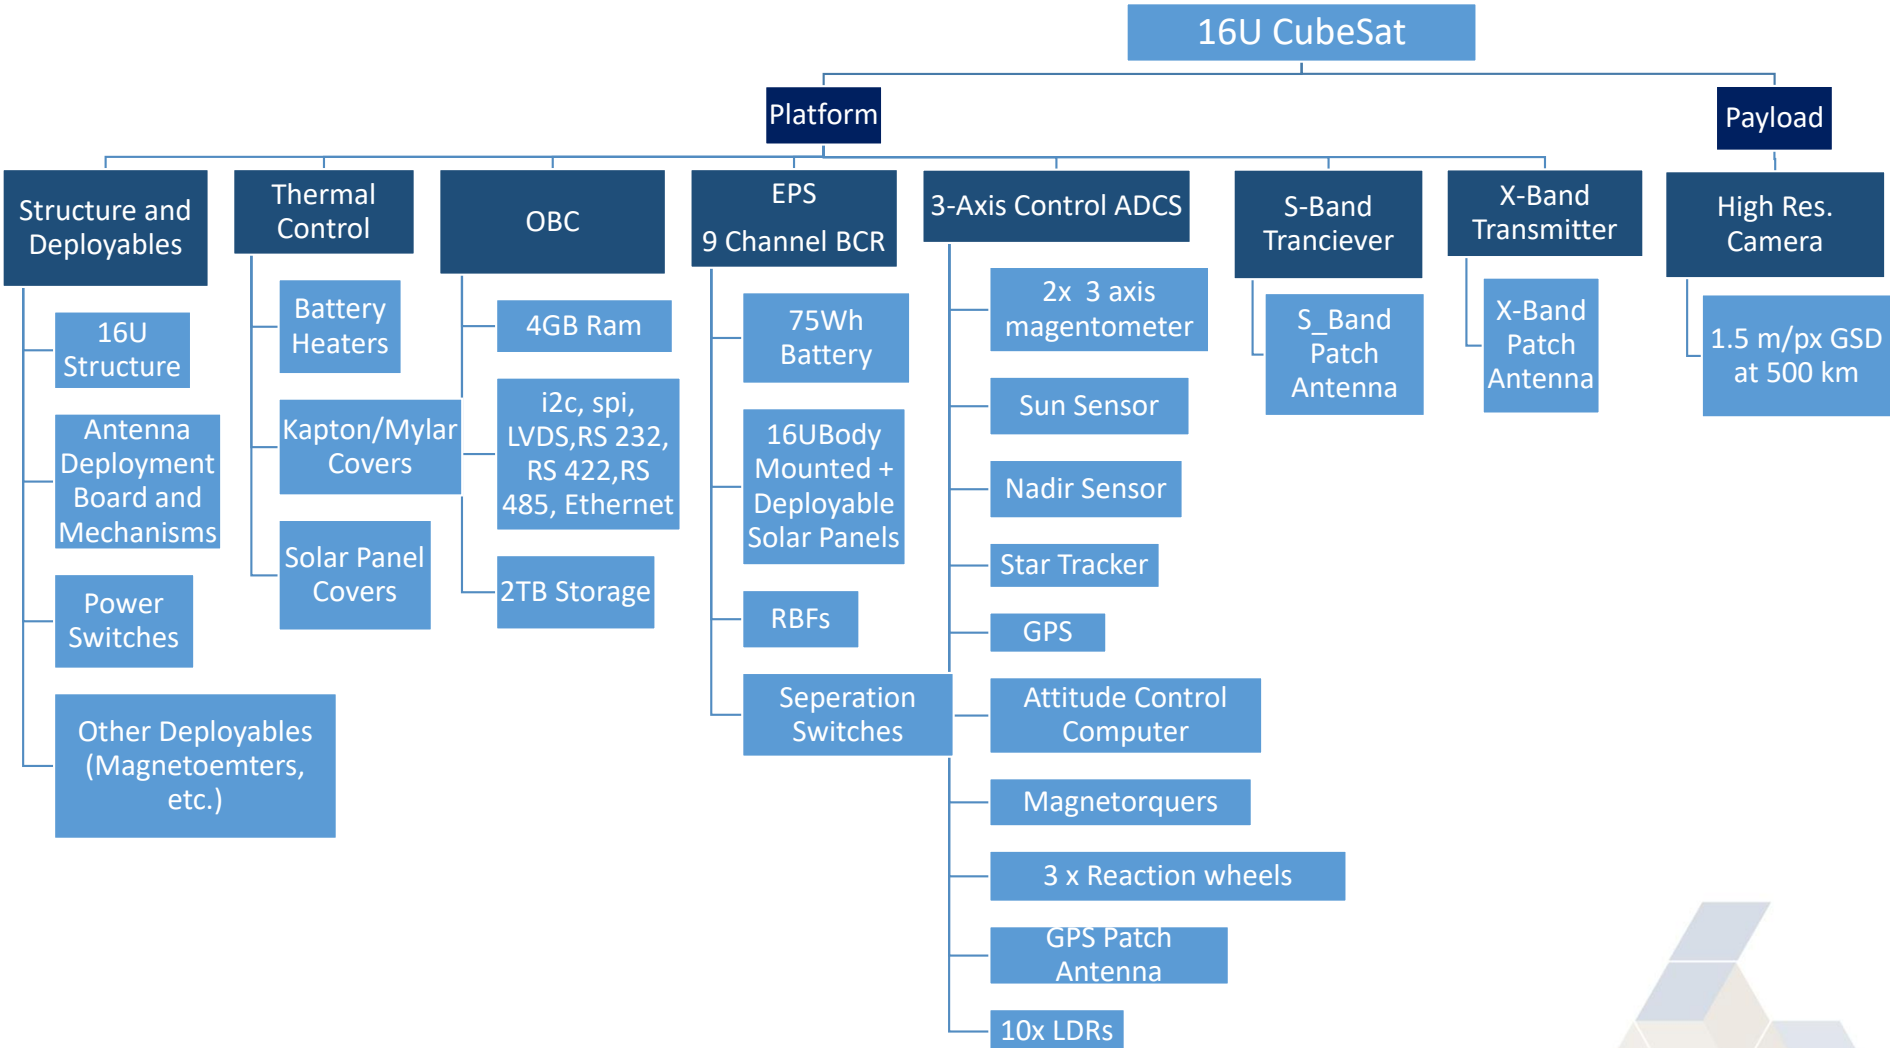 16U CubeSat
Platform
Payload
Structure and
Deployables
16U
Structure
Antenna
Deployment
Board and
Mechanisms
Power
Switches
Other Deployables
(Magnetoemters,
etc.)
Thermal
Control
Battery
Heaters
Kapton/Mylar
Covers
Solar Panel
Covers
OBC
4GB Ram
i2c, spi,
LVDS,RS 232,
RS 422,RS
485, Ethernet
2TB Storage
EPS
9 Channel BCR
75Wh
Battery
16UBody
Mounted +
Deployable
Solar Panels
RBFs
Seperation
Switches
3-Axis Control ADCS
2x  3 axis
magentometer
Sun Sensor
Nadir Sensor
Star Tracker
GPS
Attitude Control
Computer
Magnetorquers
3 x Reaction wheels
GPS Patch
Antenna
10x LDRs
S-Band
Tranciever
S_Band
Patch
Antenna
X-Band
Transmitter
X-Band
Patch
Antenna
High Res.
Camera
1.5 m/px GSD
at 500 km